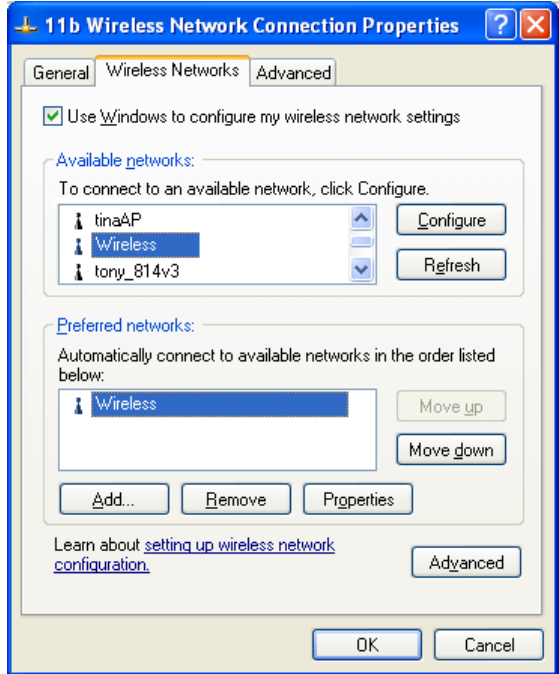 11b Wireless Network Connection Properties
General Wireless Networks Advanced
Use Windows to configure my wireless network settings
Available networks:
To connect to an available network, click Configure.
tinaAP
Wireless
tony_814v3
Configure
Refresh
Preferred networks:
Automatically connect to available networks in the order listed
below:
Wireless
Move up
Move down
Add... Remove Properties
Learn about setting up wireless network
configuration.
Advanced
OK Cancel